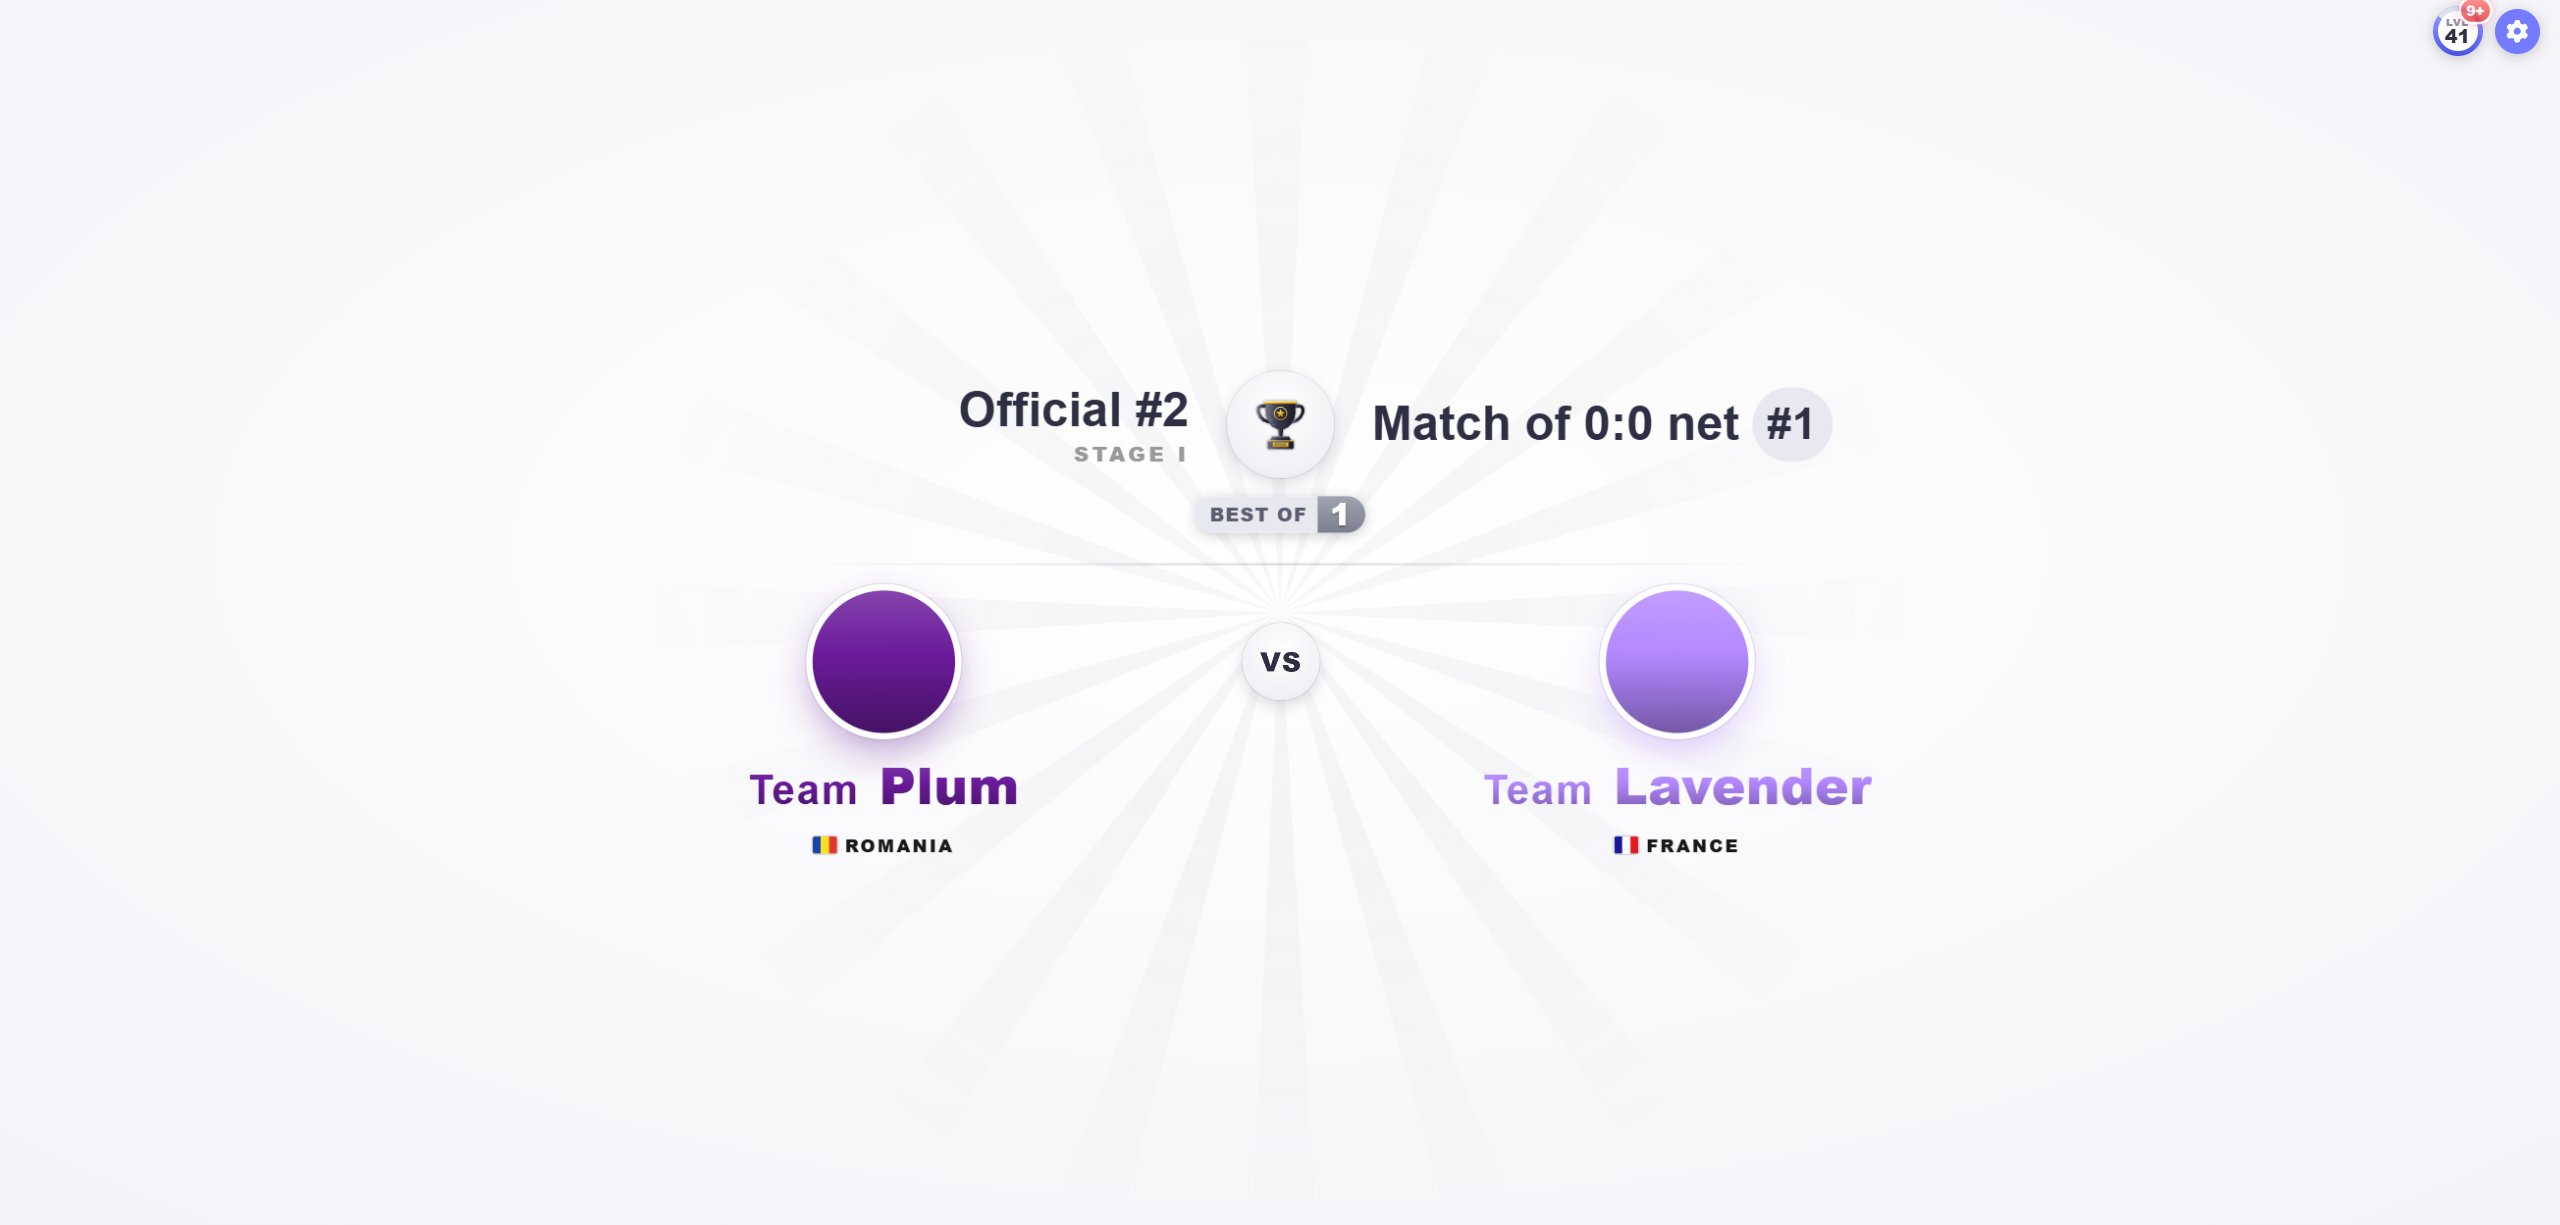 LVL
41
9+
Official #2
STAGE I
Match of 0:0 net #1
BEST OF 1
VS
Team Plum
ROMANIA
Team Lavender
FRANCE